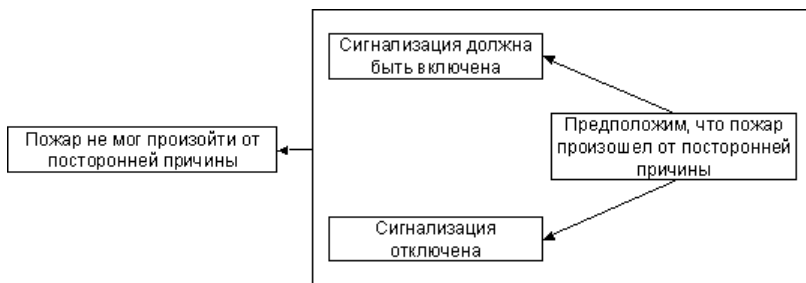 Сигнализация должна
быть включена
Пожар не мог произойти от
посторонней причины
Предположим, что пожар
произошел от посторонней
причины
Сигнализация
отключена